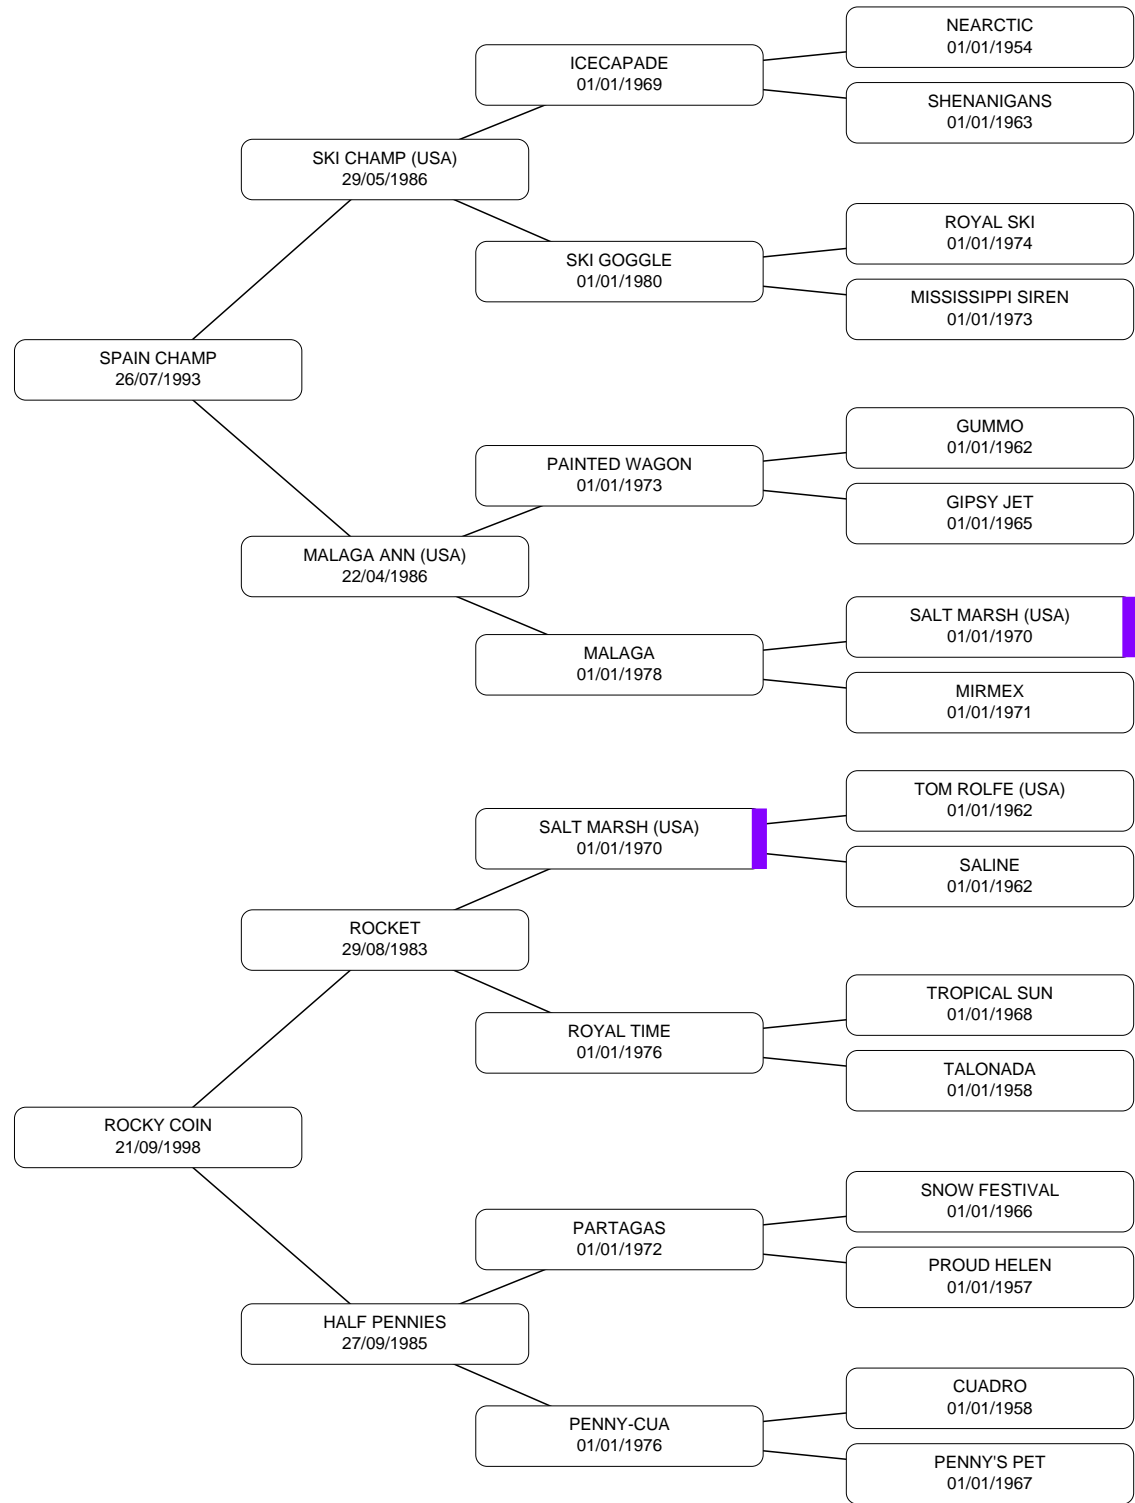 NEARCTIC
01/01/1954
ICECAPADE
01/01/1969
SHENANIGANS
01/01/1963
SKI CHAMP (USA)
29/05/1986
ROYAL SKI
01/01/1974
SKI GOGGLE
01/01/1980
MISSISSIPPI SIREN
01/01/1973
SPAIN CHAMP
26/07/1993
GUMMO
01/01/1962
PAINTED WAGON
01/01/1973
GIPSY JET
01/01/1965
MALAGA ANN (USA)
22/04/1986
SALT MARSH (USA)
01/01/1970
MALAGA
01/01/1978
MIRMEX
01/01/1971
TOM ROLFE (USA)
01/01/1962
SALT MARSH (USA)
01/01/1970
SALINE
01/01/1962
ROCKET
29/08/1983
TROPICAL SUN
01/01/1968
ROYAL TIME
01/01/1976
TALONADA
01/01/1958
ROCKY COIN
21/09/1998
SNOW FESTIVAL
01/01/1966
PARTAGAS
01/01/1972
PROUD HELEN
01/01/1957
HALF PENNIES
27/09/1985
CUADRO
01/01/1958
PENNY-CUA
01/01/1976
PENNY'S PET
01/01/1967